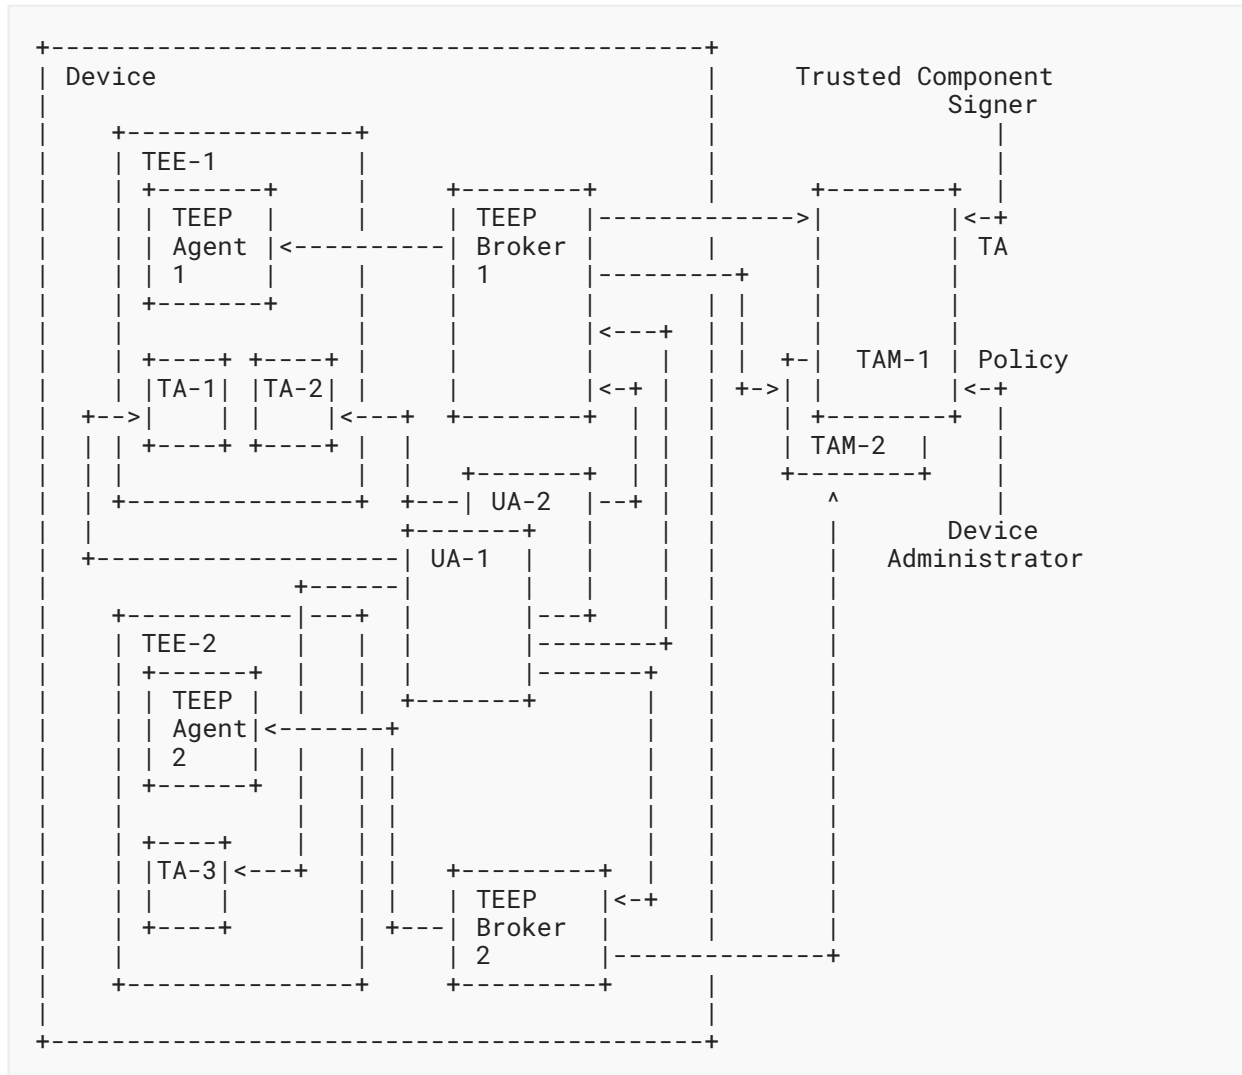 Device
Trusted Component
Signer
TEE-1
TEEP
TEEP
Agent
Broker
TA
1
1
TAM-1
Policy
TA-1
TA-2
TAM-2
UA-2
Device
UA-1
Administrator
TEE-2
TEEP
Agent
2
TA-3
TEEP
Broker
2